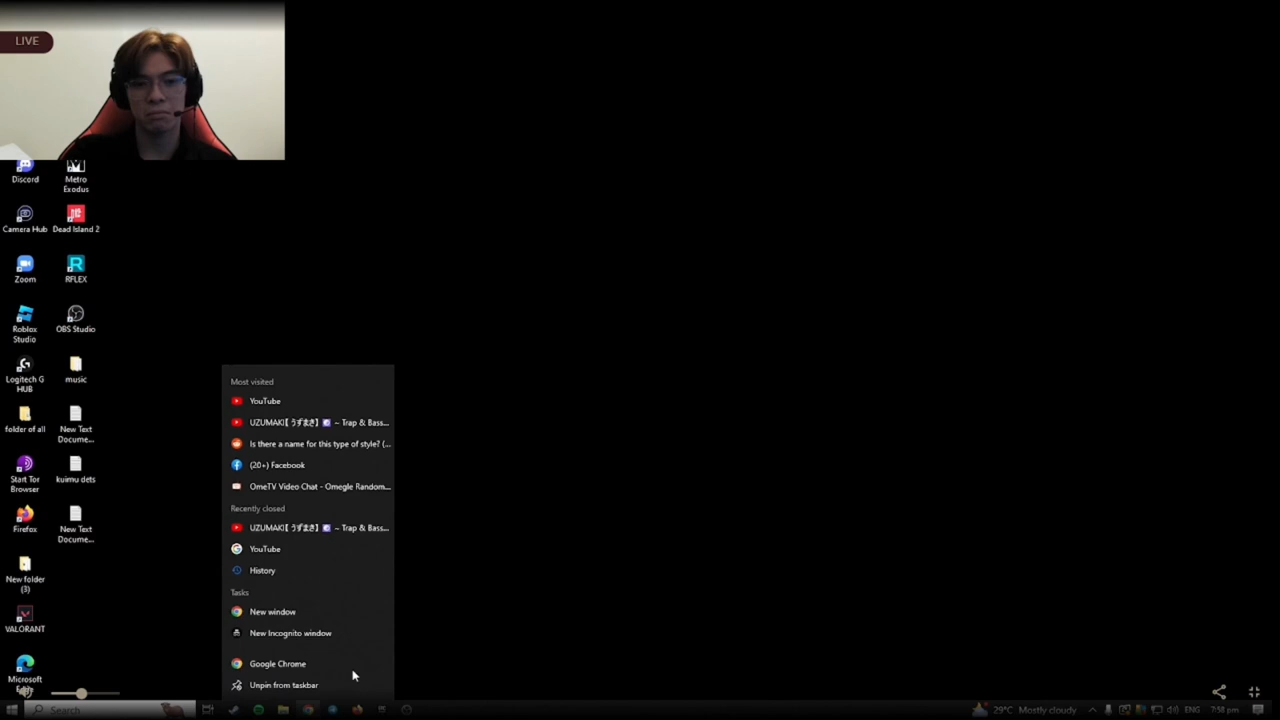 LIVE
Discord
Metro
Exodus
Camera Hub
Dead Island 2
Zoom
RFLEX
Roblox
Studio
OBS Studio
Logitech G
HUB
music
folder of all
New Text
Docume...
Start Tor
Browser
kuimu dets
Firefox
New Text
Docume...
New folder
(3)
VALORANT
Microsoft
Most visited
YouTube
UZUMAKI【うずまき】 ~ Trap & Bass...
Is there a name for this type of style? (...
(20+) Facebook
OmeTV Video Chat - Omegle Random...
Recently closed
UZUMAKI【うずまき】 ~ Trap & Bass...
YouTube
History
Tasks
New window
New Incognito window
Google Chrome
Unpin from taskbar
Search
29°C Mostly cloudy
ENG
7:58 pm